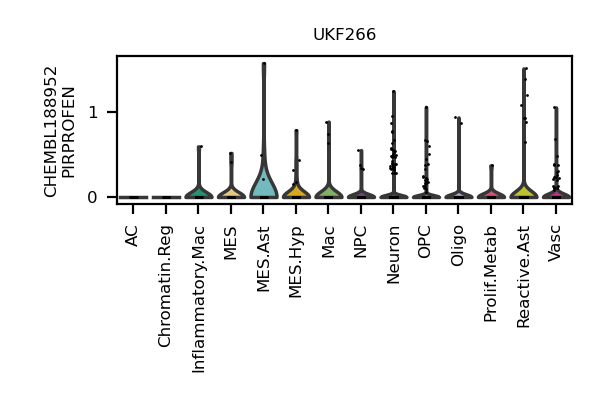 UKF266
CHEMBL188952
PIRPROFEN
1
0
AC
Chromatin.Reg
Inflammatory.Mac
MES
MES.Ast
MES.Hyp
Mac
NPC
Neuron
OPC
Oligo
Prolif.Metab
Reactive.Ast
Vasc